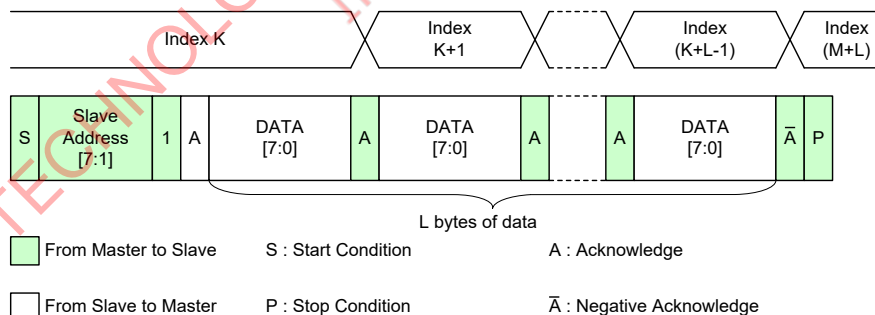 Index K
Index
K+1
Index
(K+L-1)
Index
(M+L)
S
Slave
Address
[7:1]
1
A
DATA
[7:0]
A
DATA
[7:0]
A
A
DATA
[7:0]
A̅
P
L bytes of data
From Master to Slave
S : Start Condition
A : Acknowledge
From Slave to Master
P : Stop Condition
A̅ : Negative Acknowledge
TECHNOLO